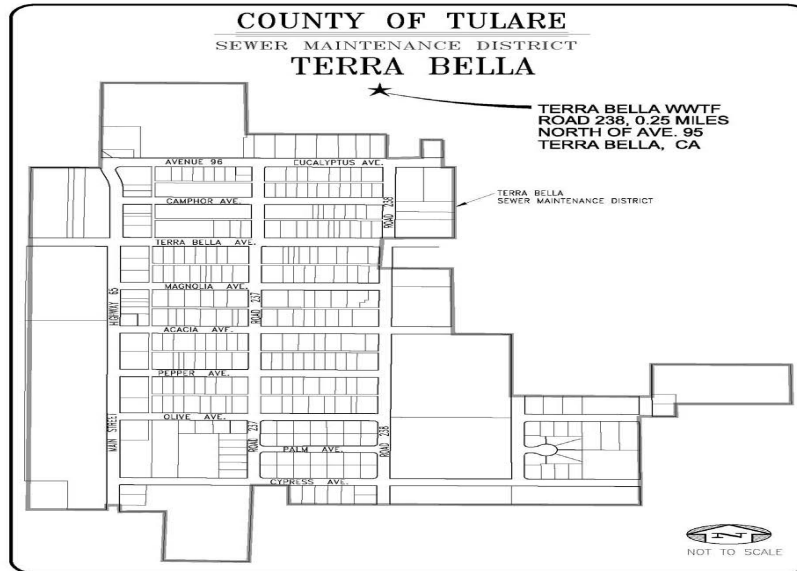 COUNTY OF TULARE
SEWER MAINTENANCE DISTRICT
TERRA BELLA
TERRA BELLA WWTF
ROAD 238, 0.25 MILES
NORTH OF AVE. 95
TERRA BELLA, CA
AVENUE 96
EUCALYPTUS AVE.
TERRA BELLA
SEWER MAINTENANCE DISTRICT
CAMPHOR AVE.
ROAD 238
TERRA BELLA AVE.
MAGNOLIA AVE.
HIGHWAY 65
ROAD 237
ACACIA AVE.
PEPPER AVE.
OLIVE AVE.
MAIN STREET
ROAD 237
ROAD 238
PALM AVE.
CYPRESS AVE.
N
NOT TO SCALE